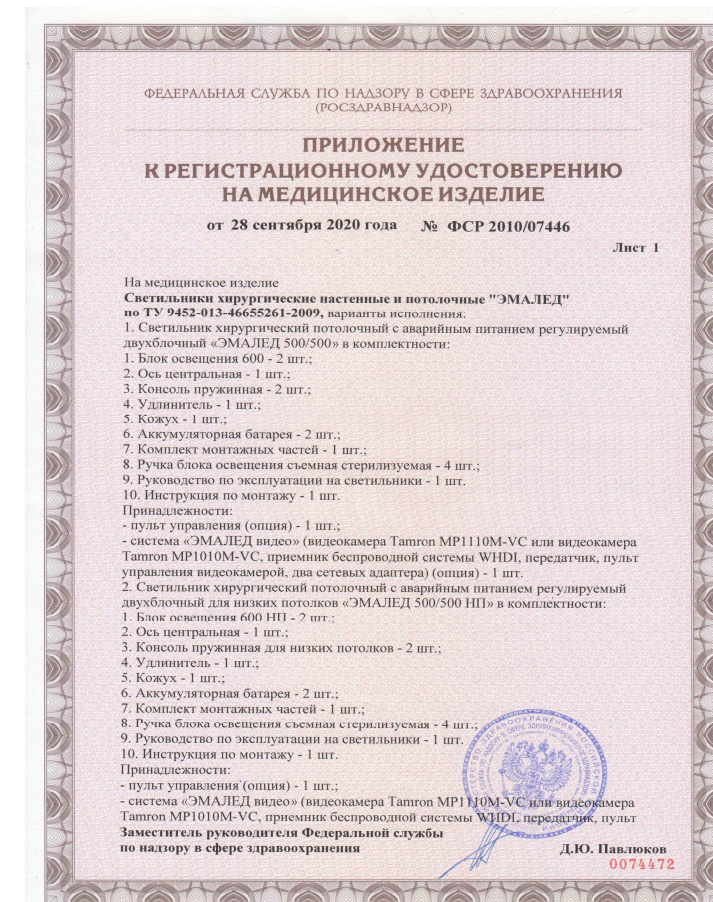 ФЕДЕРАЛЬНАЯ СЛУЖБА ПО НАДЗОРУ В СФЕРЕ ЗДРАВООХРАНЕНИЯ
(РОСЗДРАВНАДЗОР)
ПРИЛОЖЕНИЕ
К РЕГИСТРАЦИОННОМУ УДОСТОВЕРЕНИЮ
НА МЕДИЦИНСКОЕ ИЗДЕЛИЕ
от 28 сентября 2020 года № ФСР 2010/07446
Лист 1
На медицинское изделие
Светильники хирургические настенные и потолочные "ЭМАЛЕД"
по ТУ 9452-013-46655261-2009, варианты исполнения:
1. Светильник хирургический потолочный с аварийным питанием регулируемый
двухблочный «ЭМАЛЕД 500/500» в комплектности:
1. Блок освещения 600 - 2 шт.;
2. Ось центральная - 1 шт.;
3. Консоль пружинная - 2 шт.;
4. Удлинитель - 1 шт.;
5. Кожух - 1 шт.;
6. Аккумуляторная батарея - 2 шт.;
7. Комплект монтажных частей - 1 шт.;
8. Ручка блока освещения съемная стерилизуемая - 4 шт.;
9. Руководство по эксплуатации на светильники - 1 шт.
10. Инструкция по монтажу - 1 шт.
Принадлежности:
- пульт управления (опция) - 1 шт.;
- система «ЭМАЛЕД видео» (видеокамера Tamron MP1110M-VC или видеокамера
Tamron MP1010M-VC, приемник беспроводной системы WHDI, передатчик, пульт
управления видеокамерой, два сетевых адаптера) (опция) - 1 шт.
2. Светильник хирургический потолочный с аварийным питанием регулируемый
двухблочный для низких потолков «ЭМАЛЕД 500/500 НП» в комплектности:
1. Блок освещения 600 НП - 2 шт.;
2. Ось центральная - 1 шт.;
3. Консоль пружинная для низких потолков - 2 шт.;
4. Удлинитель - 1 шт.;
5. Кожух - 1 шт.;
6. Аккумуляторная батарея - 2 шт.;
7. Комплект монтажных частей - 1 шт.;
8. Ручка блока освещения съемная стерилизуемая - 4 шт.;
9. Руководство по эксплуатации на светильники - 1 шт.
10. Инструкция по монтажу - 1 шт.
Принадлежности:
- пульт управления (опция) - 1 шт.;
- система «ЭМАЛЕД видео» (видеокамера Tamron MP1110M-VC или видеокамера
Tamron MP1010M-VC, приемник беспроводной системы WHDI, передатчик, пульт
Заместитель руководителя Федеральной службы
по надзору в сфере здравоохранения Д.Ю. Павлюков
0074472